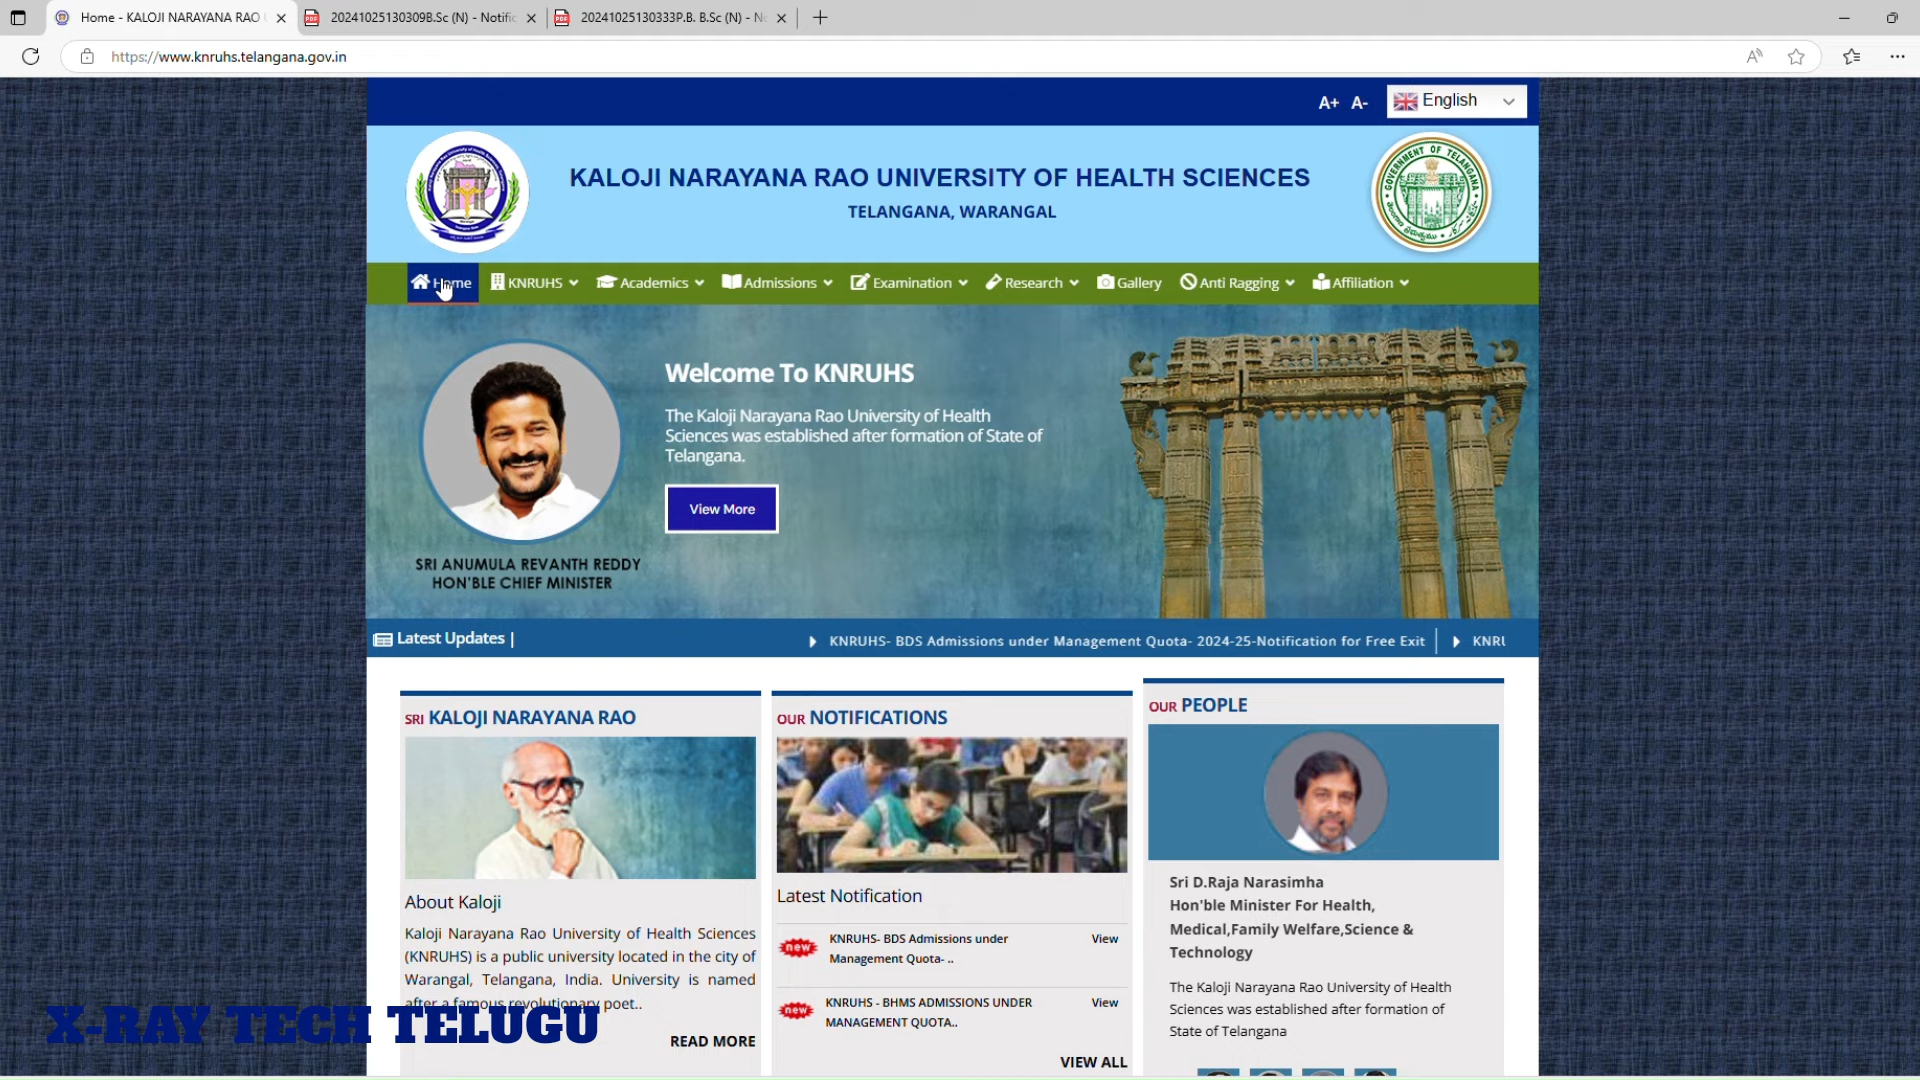 Home - KALOJI NARAYANA RAO
20241025130309B.Sc (N) - Notific
20241025130333P.B. B.Sc (N) - No
https://www.knruhs.telangana.gov.in
A+ A- English
KALOJI NARAYANA RAO UNIVERSITY OF HEALTH SCIENCES
TELANGANA, WARANGAL
GOVERNMENT OF TELANGANA
Home KNRUHS Academics Admissions Examination Research Gallery Anti Ragging Affiliation
Welcome To KNRUHS
The Kaloji Narayana Rao University of Health
Sciences was established after formation of State of
Telangana.
View More
SRI ANUMULA REVANTH REDDY
HON'BLE CHIEF MINISTER
Latest Updates |
KNRUHS- BDS Admissions under Management Quota- 2024-25-Notification for Free Exit
KNRU
SRI KALOJI NARAYANA RAO
About Kaloji
Kaloji Narayana Rao University of Health Sciences
(KNRUHS) is a public university located in the city of
Warangal, Telangana, India. University is named
after a famous revolutionary poet..
READ MORE
OUR NOTIFICATIONS
Latest Notification
new KNRUHS- BDS Admissions under View
Management Quota- ..
new KNRUHS - BHMS ADMISSIONS UNDER View
MANAGEMENT QUOTA..
VIEW ALL
OUR PEOPLE
Sri D.Raja Narasimha
Hon'ble Minister For Health,
Medical,Family Welfare,Science &
Technology
The Kaloji Narayana Rao University of Health
Sciences was established after formation of
State of Telangana
X-RAY TECH TELUGU